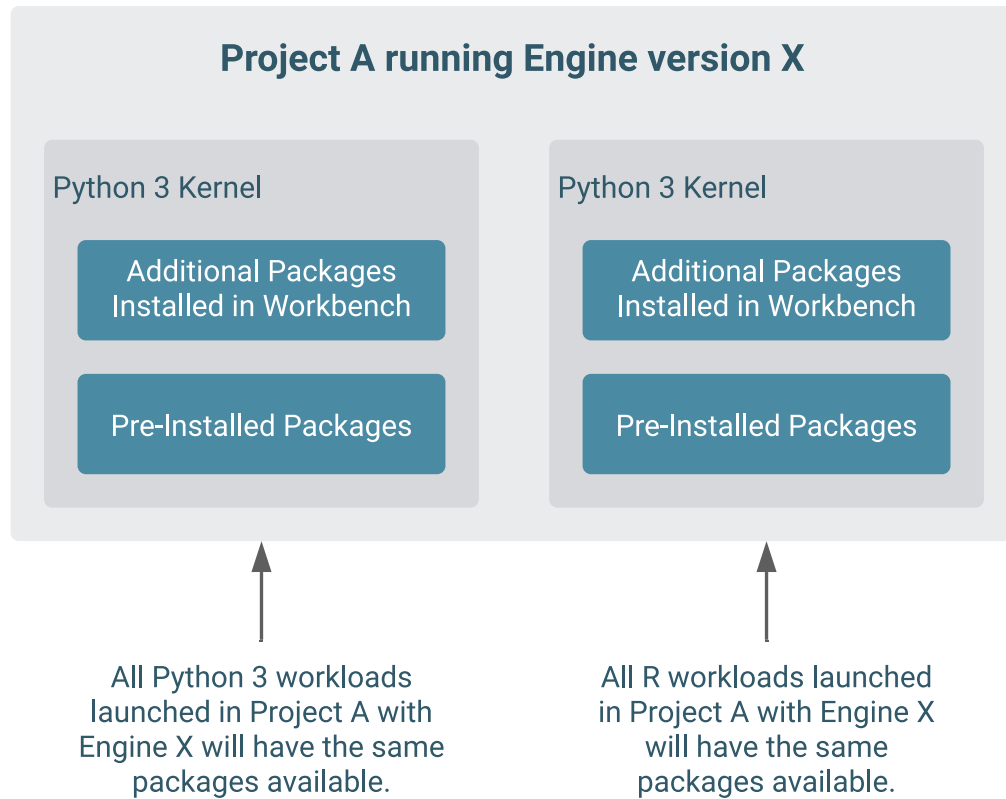 Project A running Engine version X
Python 3 Kernel
Additional Packages
Installed in Workbench
Pre-Installed Packages
Python 3 Kernel
Additional Packages
Installed in Workbench
Pre-Installed Packages
All Python 3 workloads
launched in Project A with
Engine X will have the same
packages available.
All R workloads launched
in Project A with Engine X
will have the same
packages available.